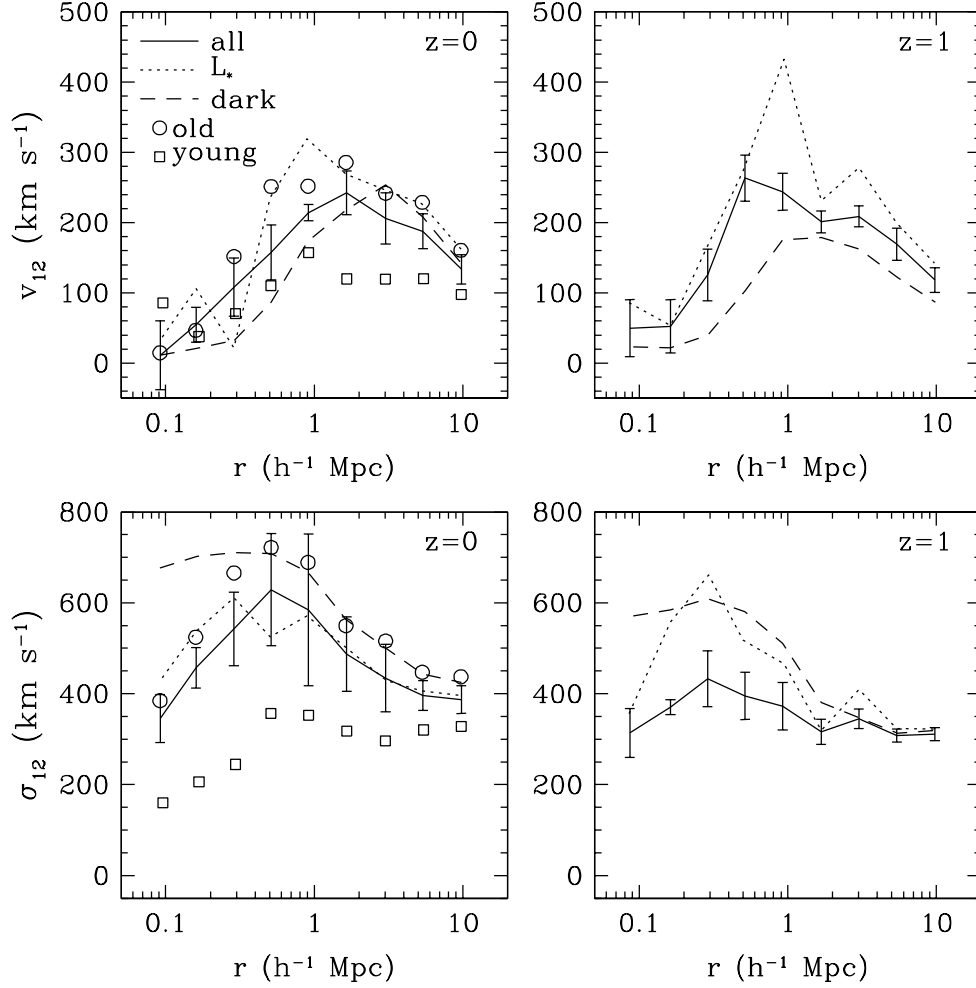 500
400
300
200
100
0
v₁₂ (km s⁻¹)
all
L*
dark
old
young
z=0
0.1 1 10
r (h⁻¹ Mpc)
500
400
300
200
100
0
z=1
0.1 1 10
r (h⁻¹ Mpc)
800
600
400
200
0
σ₁₂ (km s⁻¹)
z=0
0.1 1 10
r (h⁻¹ Mpc)
800
600
400
200
0
z=1
0.1 1 10
r (h⁻¹ Mpc)